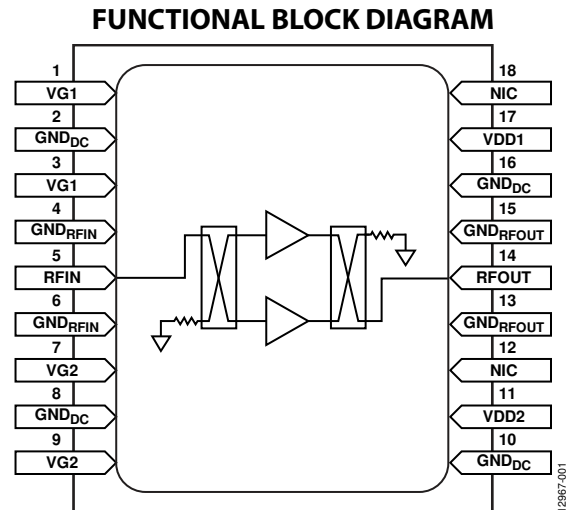 FUNCTIONAL BLOCK DIAGRAM
1
VG1
2
GNDDC
3
VG1
4
GNDRFIN
5
RFIN
6
GNDRFIN
7
VG2
8
GNDDC
9
VG2
18
NIC
17
VDD1
16
GNDDC
15
GNDRFOUT
14
RFOUT
13
GNDRFOUT
12
NIC
11
VDD2
10
GNDDC
12967-001